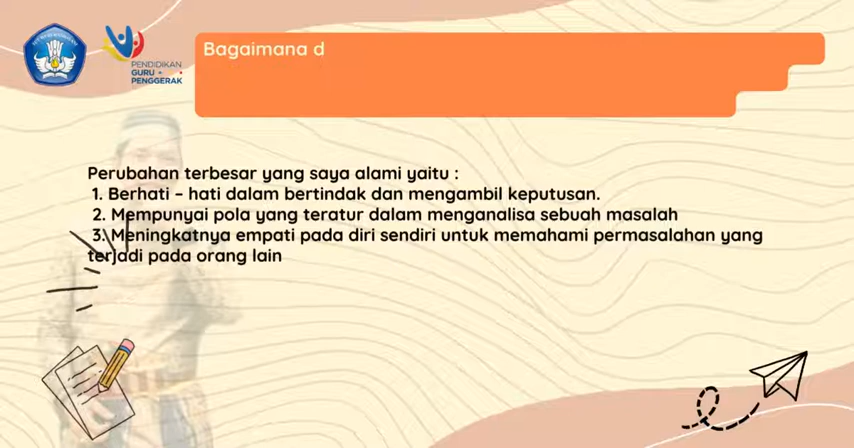 PENDIDIKAN
GURU
PENGGERAK
Bagaimana d
Perubahan terbesar yang saya alami yaitu :
1. Berhati – hati dalam bertindak dan mengambil keputusan.
2. Mempunyai pola yang teratur dalam menganalisa sebuah masalah
3. Meningkatnya empati pada diri sendiri untuk memahami permasalahan yang
terjadi pada orang lain